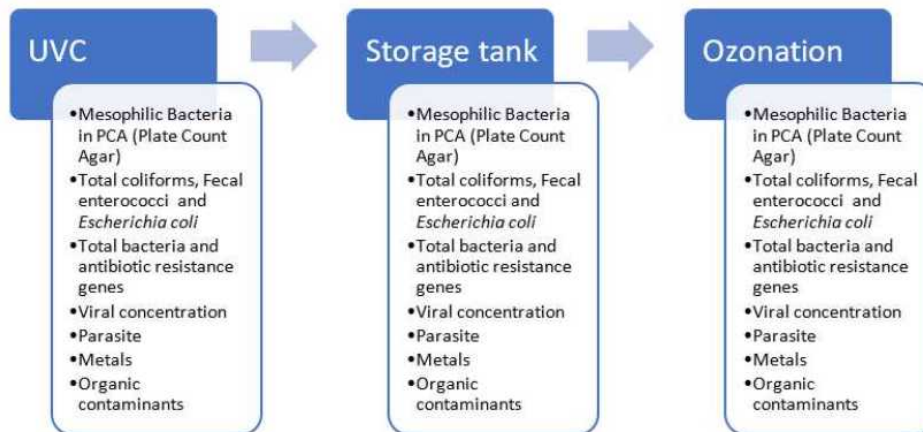 UVC
•Mesophilic Bacteria
in PCA (Plate Count
Agar)
•Total coliforms, Fecal
enterococci and
Escherichia coli
•Total bacteria and
antibiotic resistance
genes
•Viral concentration
•Parasite
•Metals
•Organic
contaminants
Storage tank
•Mesophilic Bacteria
in PCA (Plate Count
Agar)
•Total coliforms, Fecal
enterococci and
Escherichia coli
•Total bacteria and
antibiotic resistance
genes
•Viral concentration
•Parasite
•Metals
•Organic
contaminants
Ozonation
•Mesophilic Bacteria
in PCA (Plate Count
Agar)
•Total coliforms, Fecal
enterococci and
Escherichia coli
•Total bacteria and
antibiotic resistance
genes
•Viral concentration
•Parasite
•Metals
•Organic
contaminants